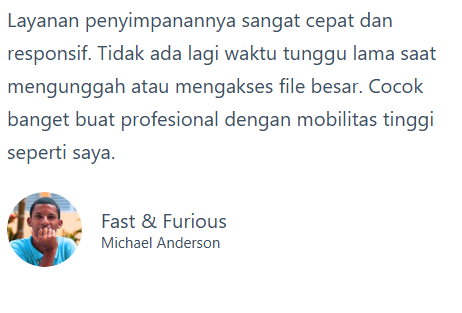 Layanan penyimpanannya sangat cepat dan
responsif. Tidak ada lagi waktu tunggu lama saat
mengunggah atau mengakses file besar. Cocok
banget buat profesional dengan mobilitas tinggi
seperti saya.
Fast & Furious
Michael Anderson